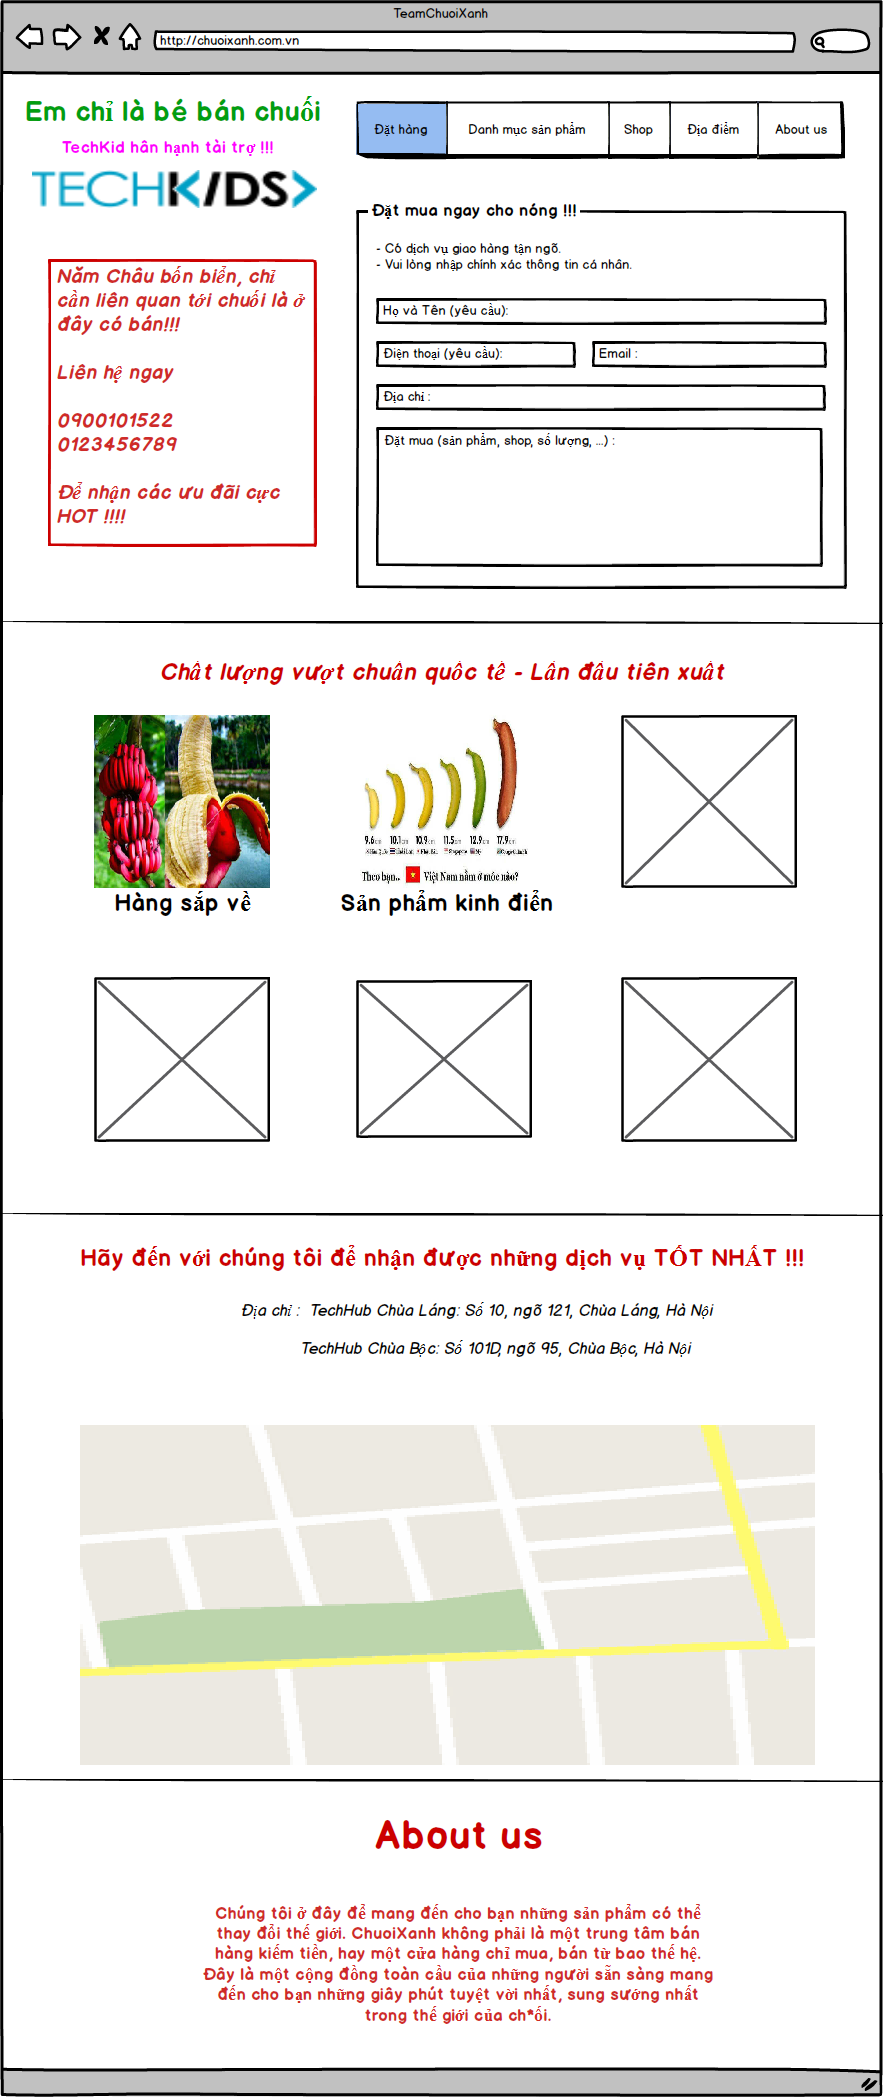 TeamChuoiXanh
http://chuoixanh.com.vn
Em chỉ là bé bán chuối
TechKid hân hạnh tài trợ !!!
TECHKIDS
Đặt hàng
Danh mục sản phẩm
Shop
Địa điểm
About us
Năm Châu bốn biển, chỉ
cần liên quan tới chuối là ở
đây có bán!!!
Liên hệ ngay
0900101522
0123456789
Để nhận các ưu đãi cực
HOT !!!!
Đặt mua ngay cho nóng !!!
- Có dịch vụ giao hàng tận ngõ.
- Vui lòng nhập chính xác thông tin cá nhân.
Họ và Tên (yêu cầu):
Điện thoại (yêu cầu):
Email :
Địa chỉ :
Đặt mua (sản phẩm, shop, số lượng, ...) :
Chất lượng vượt chuẩn quốc tế - Lần đầu tiên xuất
9.6cm 10.1cm 10.9cm 11.5cm 12.9cm 17.9cm
Theo bạn.. Việt Nam nằm ở móc nào?
Hàng sắp về
Sản phẩm kinh điển
Hãy đến với chúng tôi để nhận được những dịch vụ TỐT NHẤT !!!
Địa chỉ : TechHub Chùa Láng: Số 10, ngõ 121, Chùa Láng, Hà Nội
TechHub Chùa Bộc: Số 101D, ngõ 95, Chùa Bộc, Hà Nội
About us
Chúng tôi ở đây để mang đến cho bạn những sản phẩm có thể
thay đổi thế giới. ChuoiXanh không phải là một trung tâm bán
hàng kiếm tiền, hay một cửa hàng chỉ mua, bán từ bao thế hệ.
Đây là một cộng đồng toàn cầu của những người sẵn sàng mang
đến cho bạn những giây phút tuyệt vời nhất, sung sướng nhất
trong thế giới của ch*ối.